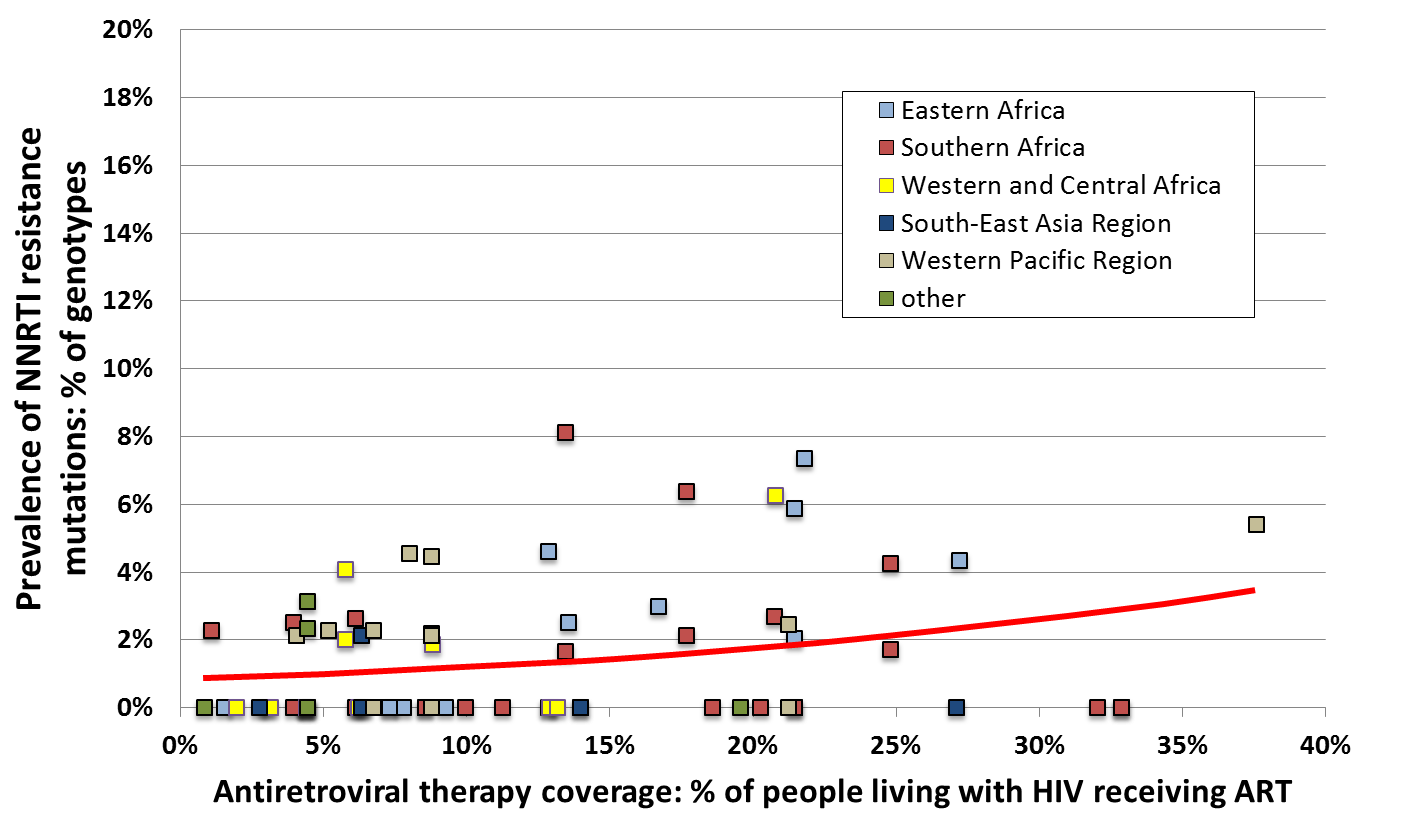 Prevalence of NNRTI resistance
mutations: % of genotypes
20%
18%
16%
14%
12%
10%
8%
6%
4%
2%
0%
Eastern Africa
Southern Africa
Western and Central Africa
South-East Asia Region
Western Pacific Region
other
0% 5% 10% 15% 20% 25% 30% 35% 40%
Antiretroviral therapy coverage: % of people living with HIV receiving ART